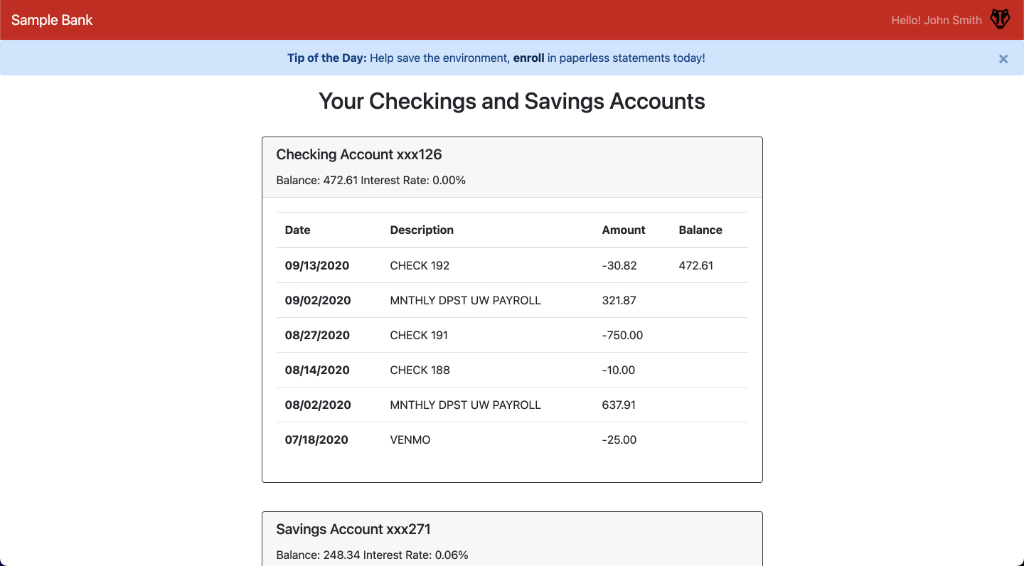 Sample Bank
Hello! John Smith
Tip of the Day: Help save the environment, enroll in paperless statements today!
×
Your Checkings and Savings Accounts
Checking Account xxx126
Balance: 472.61 Interest Rate: 0.00%
Date Description Amount Balance
09/13/2020 CHECK 192 -30.82 472.61
09/02/2020 MNTHLY DPST UW PAYROLL 321.87
08/27/2020 CHECK 191 -750.00
08/14/2020 CHECK 188 -10.00
08/02/2020 MNTHLY DPST UW PAYROLL 637.91
07/18/2020 VENMO -25.00
Savings Account xxx271
Balance: 248.34 Interest Rate: 0.06%